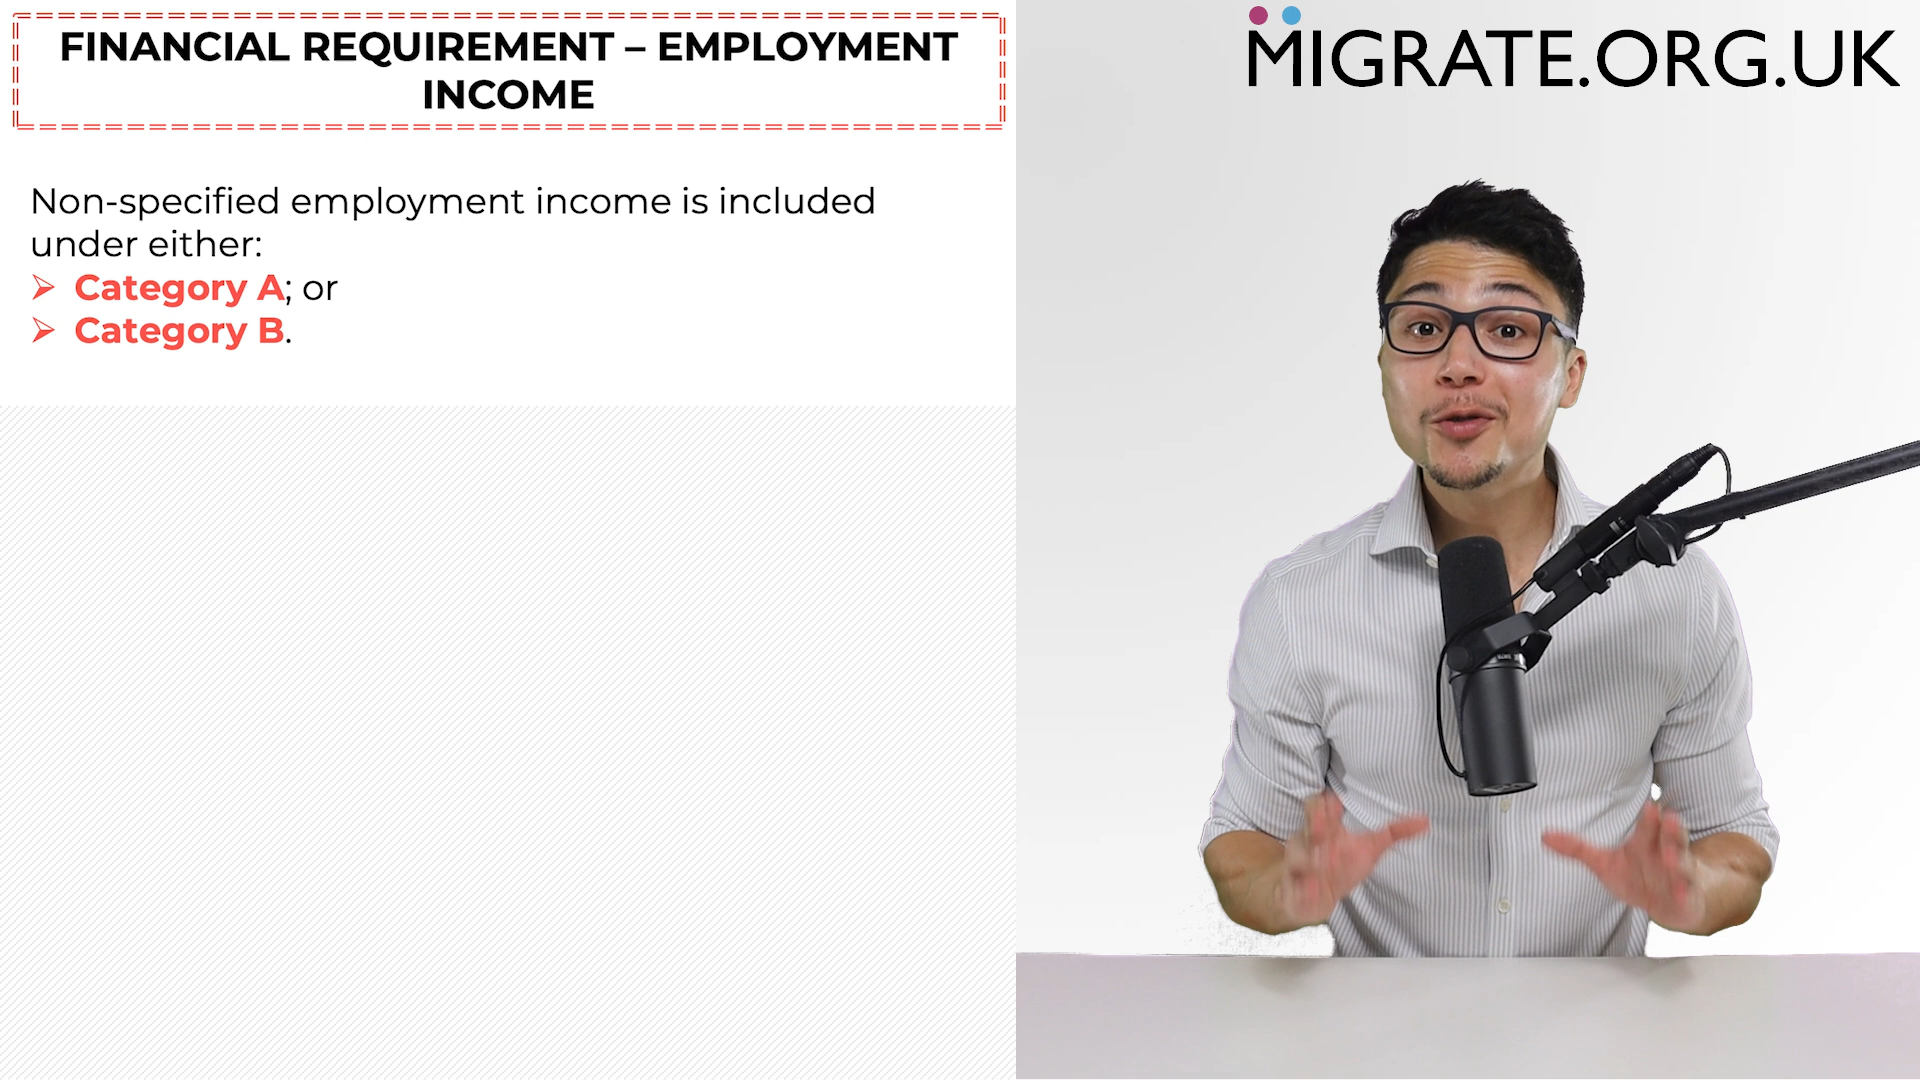 FINANCIAL REQUIREMENT – EMPLOYMENT
INCOME
MIGRATE.ORG.UK
Non-specified employment income is included
under either:
➢ Category A; or
➢ Category B.